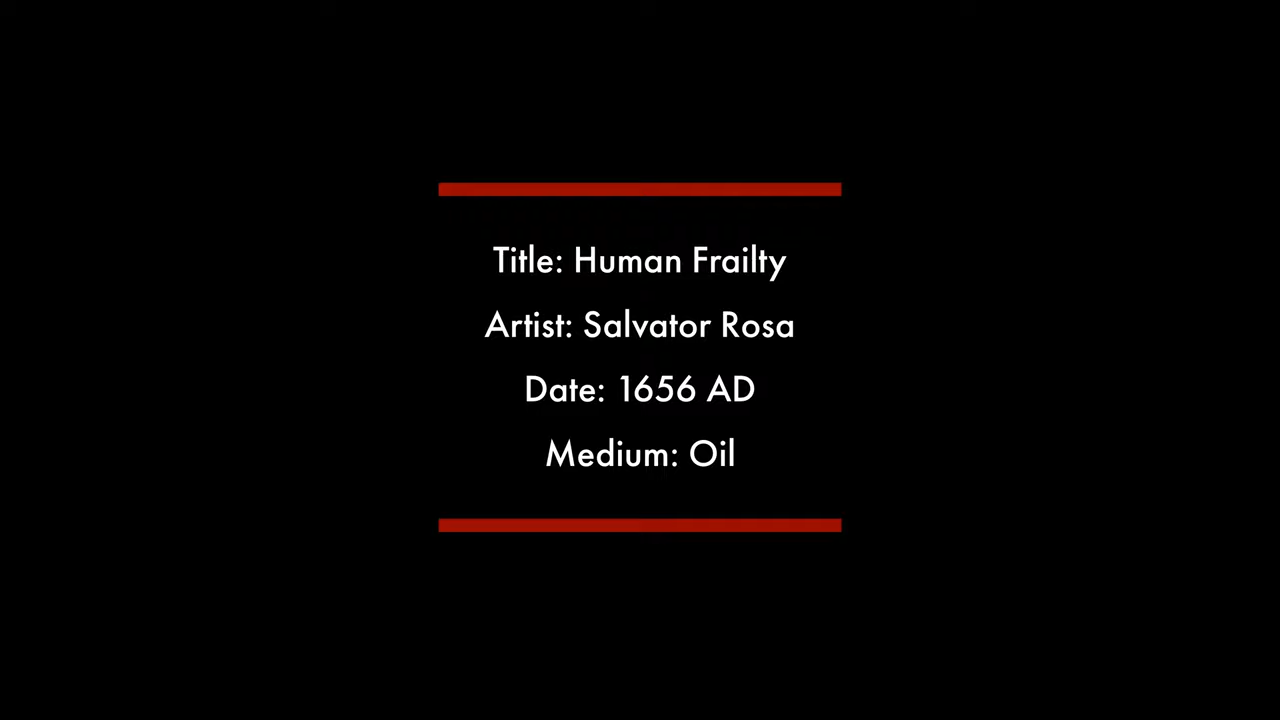 Title: Human Frailty
Artist: Salvator Rosa
Date: 1656 AD
Medium: Oil